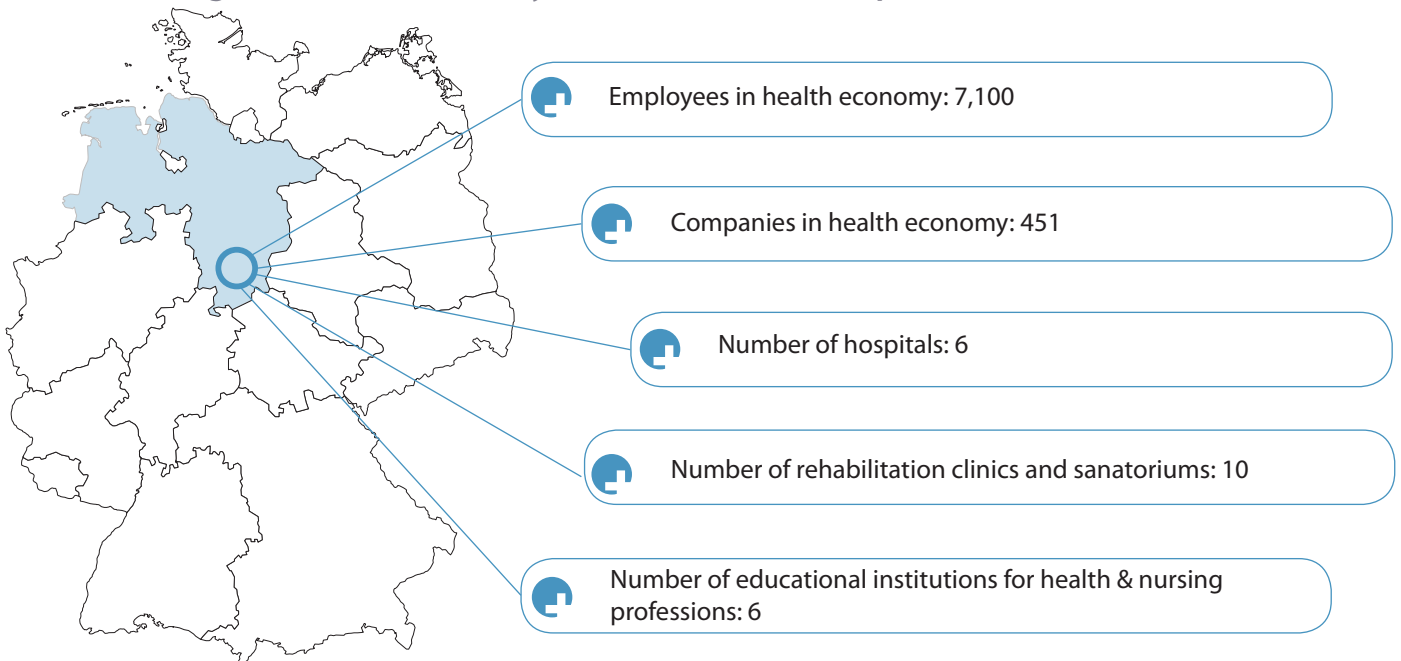 Employees in health economy: 7,100
Companies in health economy: 451
Number of hospitals: 6
Number of rehabilitation clinics and sanatoriums: 10
Number of educational institutions for health & nursing
professions: 6